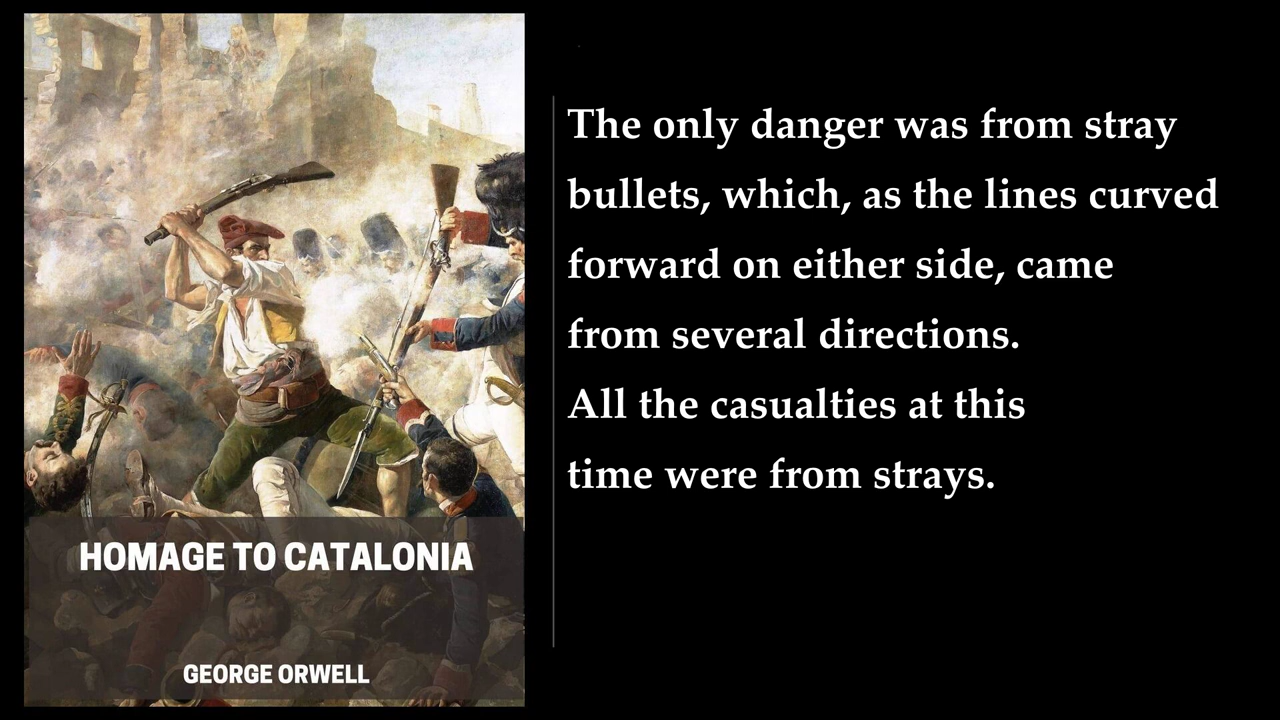 HOMAGE TO CATALONIA
GEORGE ORWELL
The only danger was from stray
bullets, which, as the lines curved
forward on either side, came
from several directions.
All the casualties at this
time were from strays.